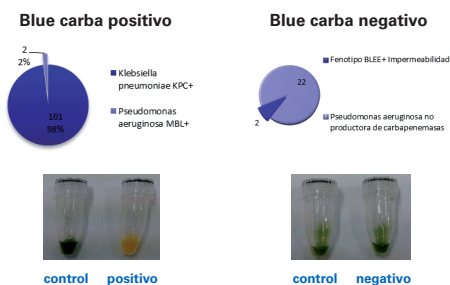 Blue carba positivo
2
2%
101
98%
Klebsiella
pneumoniae KPC+
Pseudomonas
aeruginosa MBL+
control positivo
Blue carba negativo
22
2
Fenotipo BLEE+ Impermeabilidad
Pseudomonas aeruginosa no
productora de carbapenemasas
control negativo